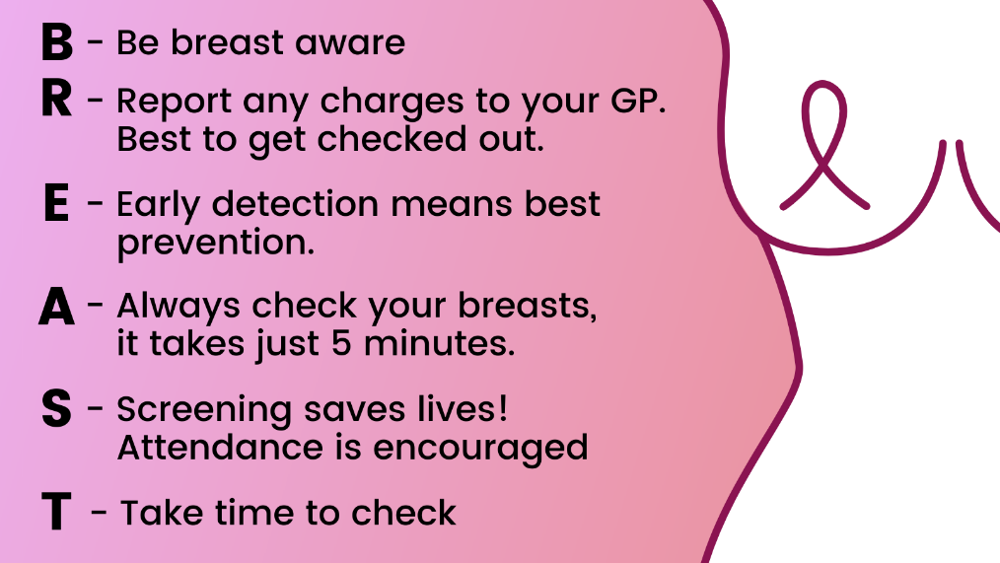 B - Be breast aware
R - Report any charges to your GP.
Best to get checked out.
E - Early detection means best
prevention.
A - Always check your breasts,
it takes just 5 minutes.
S - Screening saves lives!
Attendance is encouraged
T - Take time to check